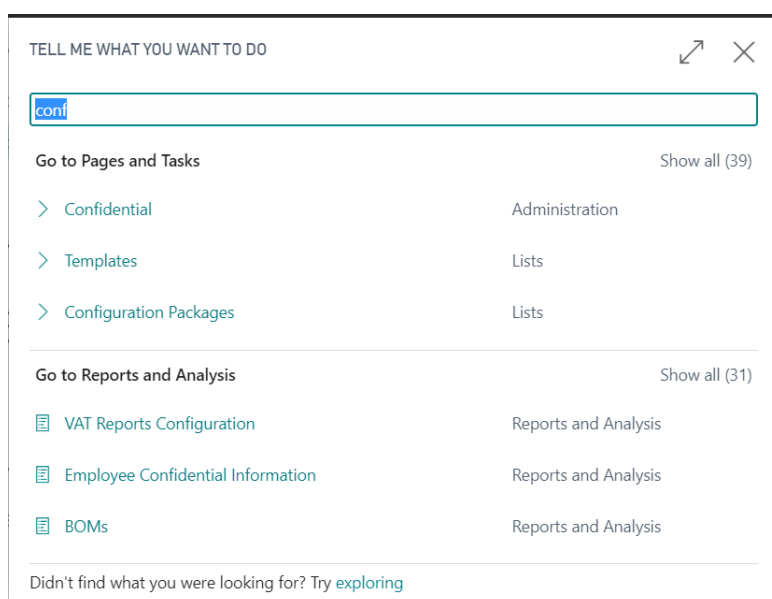 TELL ME WHAT YOU WANT TO DO
conf
Go to Pages and Tasks Show all (39)
Confidential Administration
Templates Lists
Configuration Packages Lists
Go to Reports and Analysis Show all (31)
VAT Reports Configuration Reports and Analysis
Employee Confidential Information Reports and Analysis
BOMs Reports and Analysis
Didn't find what you were looking for? Try exploring